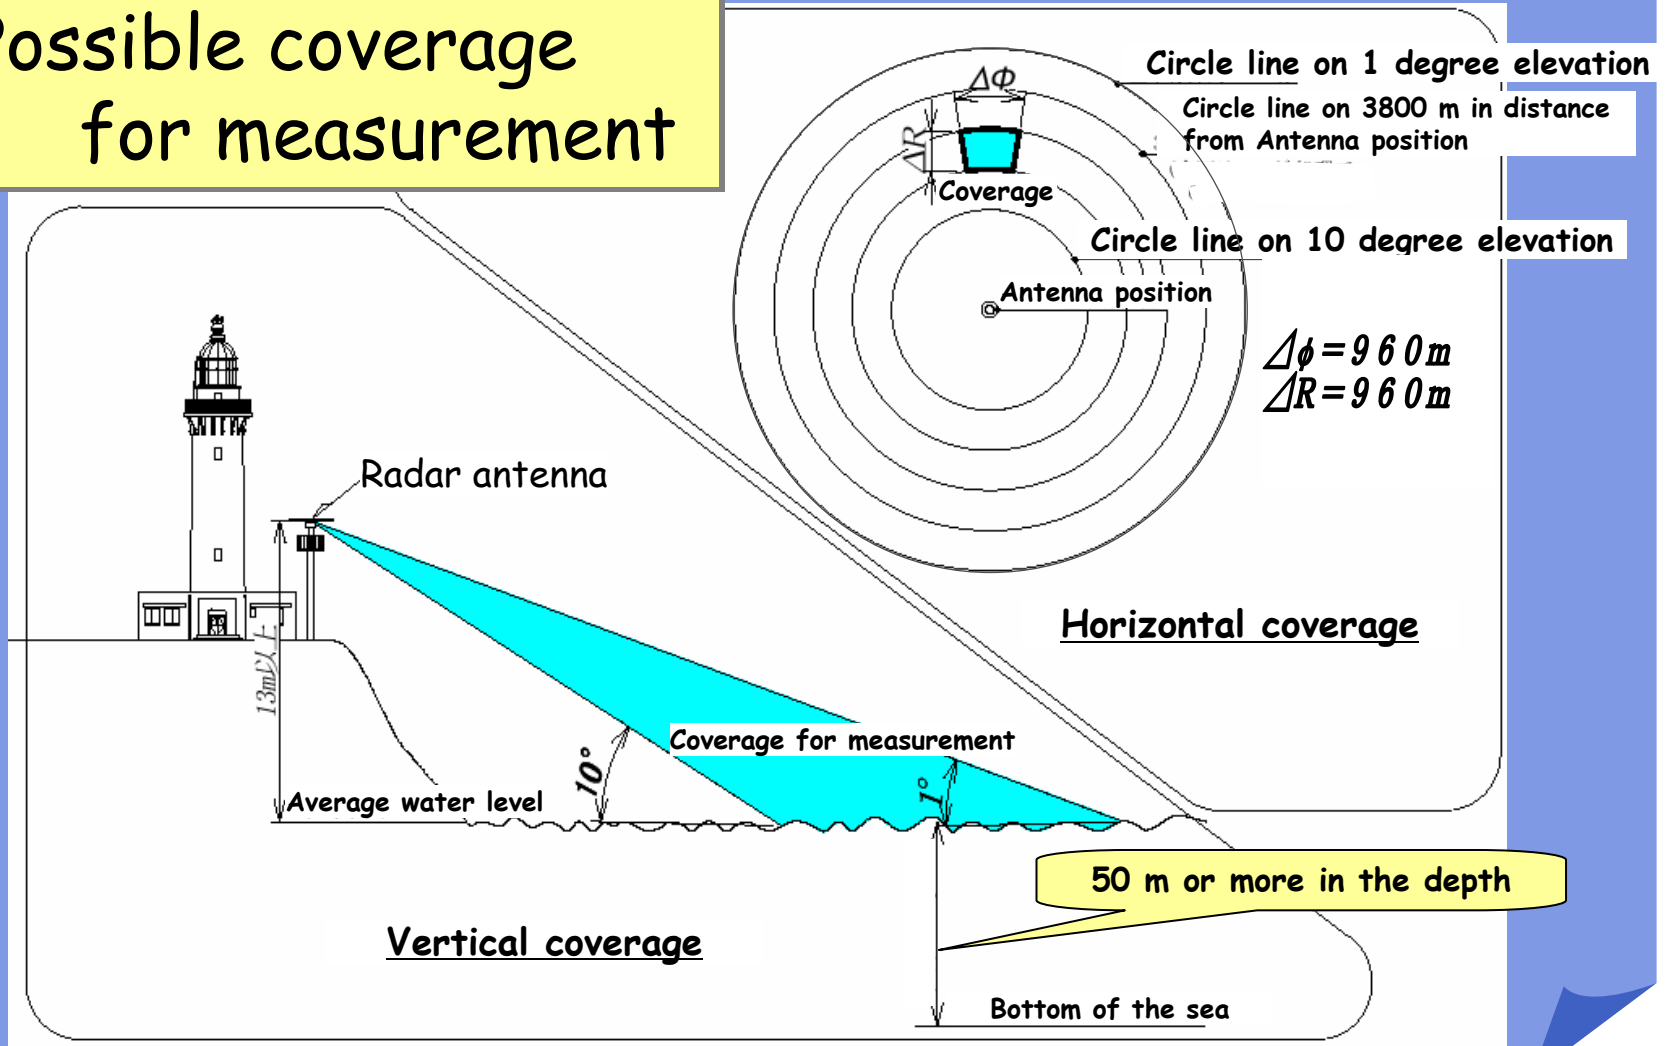 Possible coverage
for measurement
Circle line on 1 degree elevation
ΔΦ
Circle line on 3800 m in distance
from Antenna position
ΔR
Coverage
Circle line on 10 degree elevation
Antenna position
⊿ϕ=960m
⊿R=960m
Radar antenna
Horizontal coverage
13m以上
Coverage for measurement
10°
1°
Average water level
50 m or more in the depth
Vertical coverage
Bottom of the sea